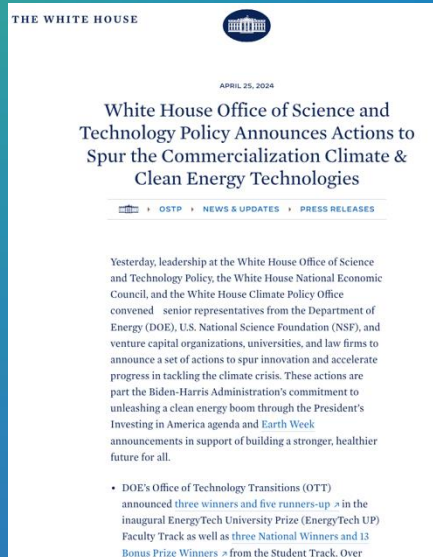 THE WHITE HOUSE
APRIL 25, 2024
White House Office of Science and
Technology Policy Announces Actions to
Spur the Commercialization Climate &
Clean Energy Technologies
OSTP › NEWS & UPDATES › PRESS RELEASES
Yesterday, leadership at the White House Office of Science
and Technology Policy, the White House National Economic
Council, and the White House Climate Policy Office
convened senior representatives from the Department of
Energy (DOE), U.S. National Science Foundation (NSF), and
venture capital organizations, universities, and law firms to
announce a set of actions to spur innovation and accelerate
progress in tackling the climate crisis. These actions are
part the Biden-Harris Administration’s commitment to
unleashing a clean energy boom through the President’s
Investing in America agenda and Earth Week
announcements in support of building a stronger, healthier
future for all.
• DOE’s Office of Technology Transitions (OTT)
announced three winners and five runners-up ↗ in the
inaugural EnergyTech University Prize (EnergyTech UP)
Faculty Track as well as three National Winners and 13
Bonus Prize Winners ↗ from the Student Track. Over